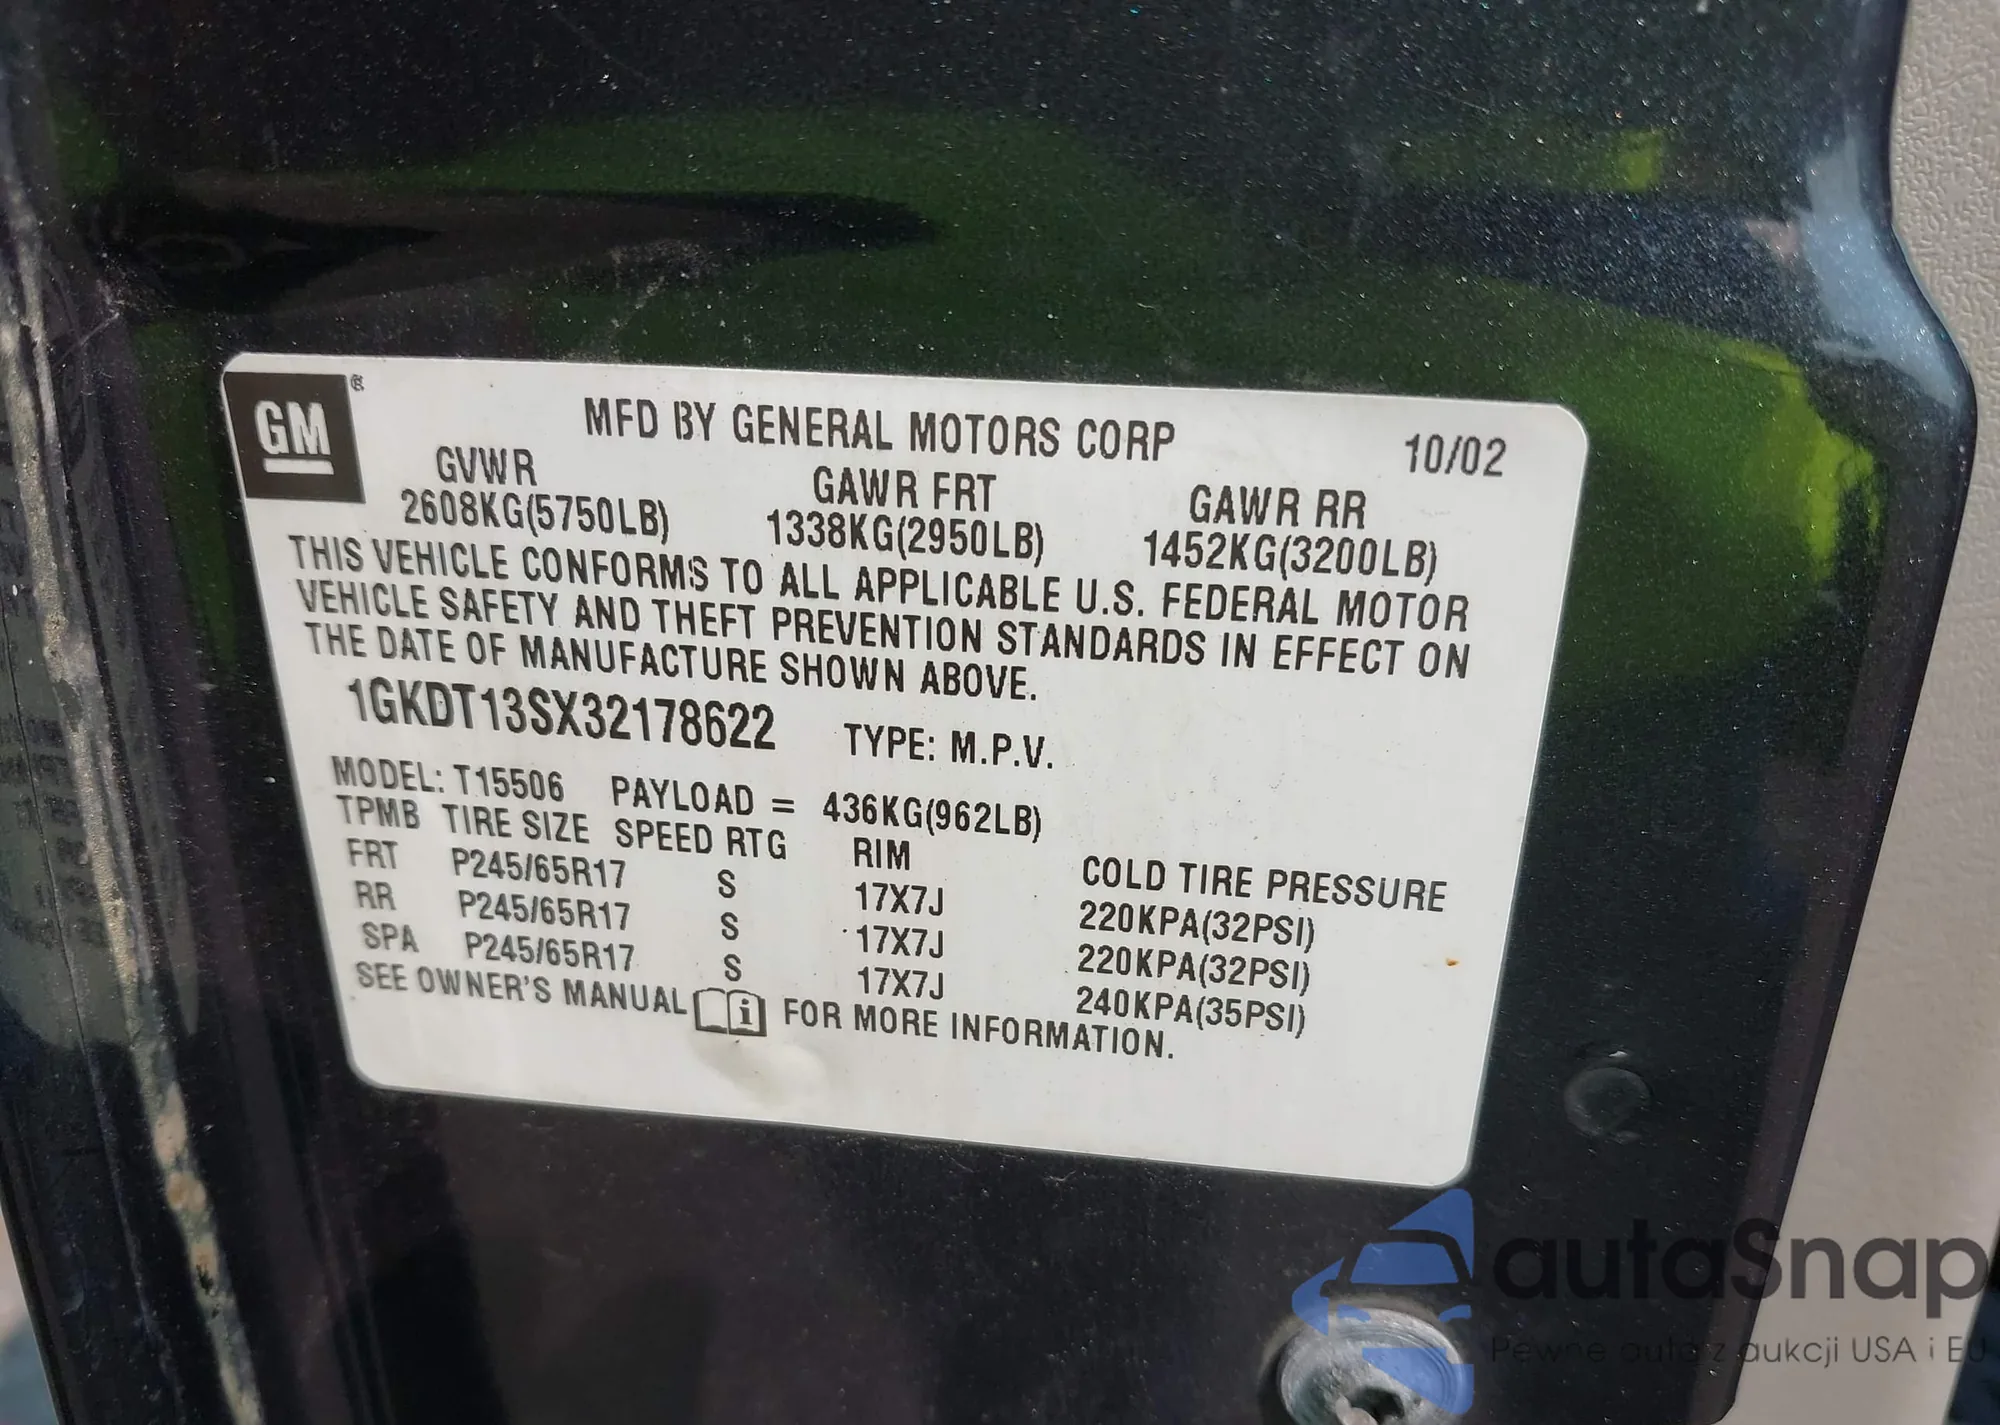 GM ®
MFD BY GENERAL MOTORS CORP 10/02
GVWR GAWR FRT GAWR RR
2608KG(5750LB) 1338KG(2950LB) 1452KG(3200LB)
THIS VEHICLE CONFORMS TO ALL APPLICABLE U.S. FEDERAL MOTOR
VEHICLE SAFETY AND THEFT PREVENTION STANDARDS IN EFFECT ON
THE DATE OF MANUFACTURE SHOWN ABOVE.
1GKDT13SX32178622 TYPE: M.P.V.
MODEL: T15506 PAYLOAD = 436KG(962LB)
TPMB TIRE SIZE SPEED RTG RIM COLD TIRE PRESSURE
FRT P245/65R17 S 17X7J 220KPA(32PSI)
RR P245/65R17 S 17X7J 220KPA(32PSI)
SPA P245/65R17 S 17X7J 240KPA(35PSI)
SEE OWNER'S MANUAL i FOR MORE INFORMATION.
autaSnap
Pewne auta z aukcji USA i EU